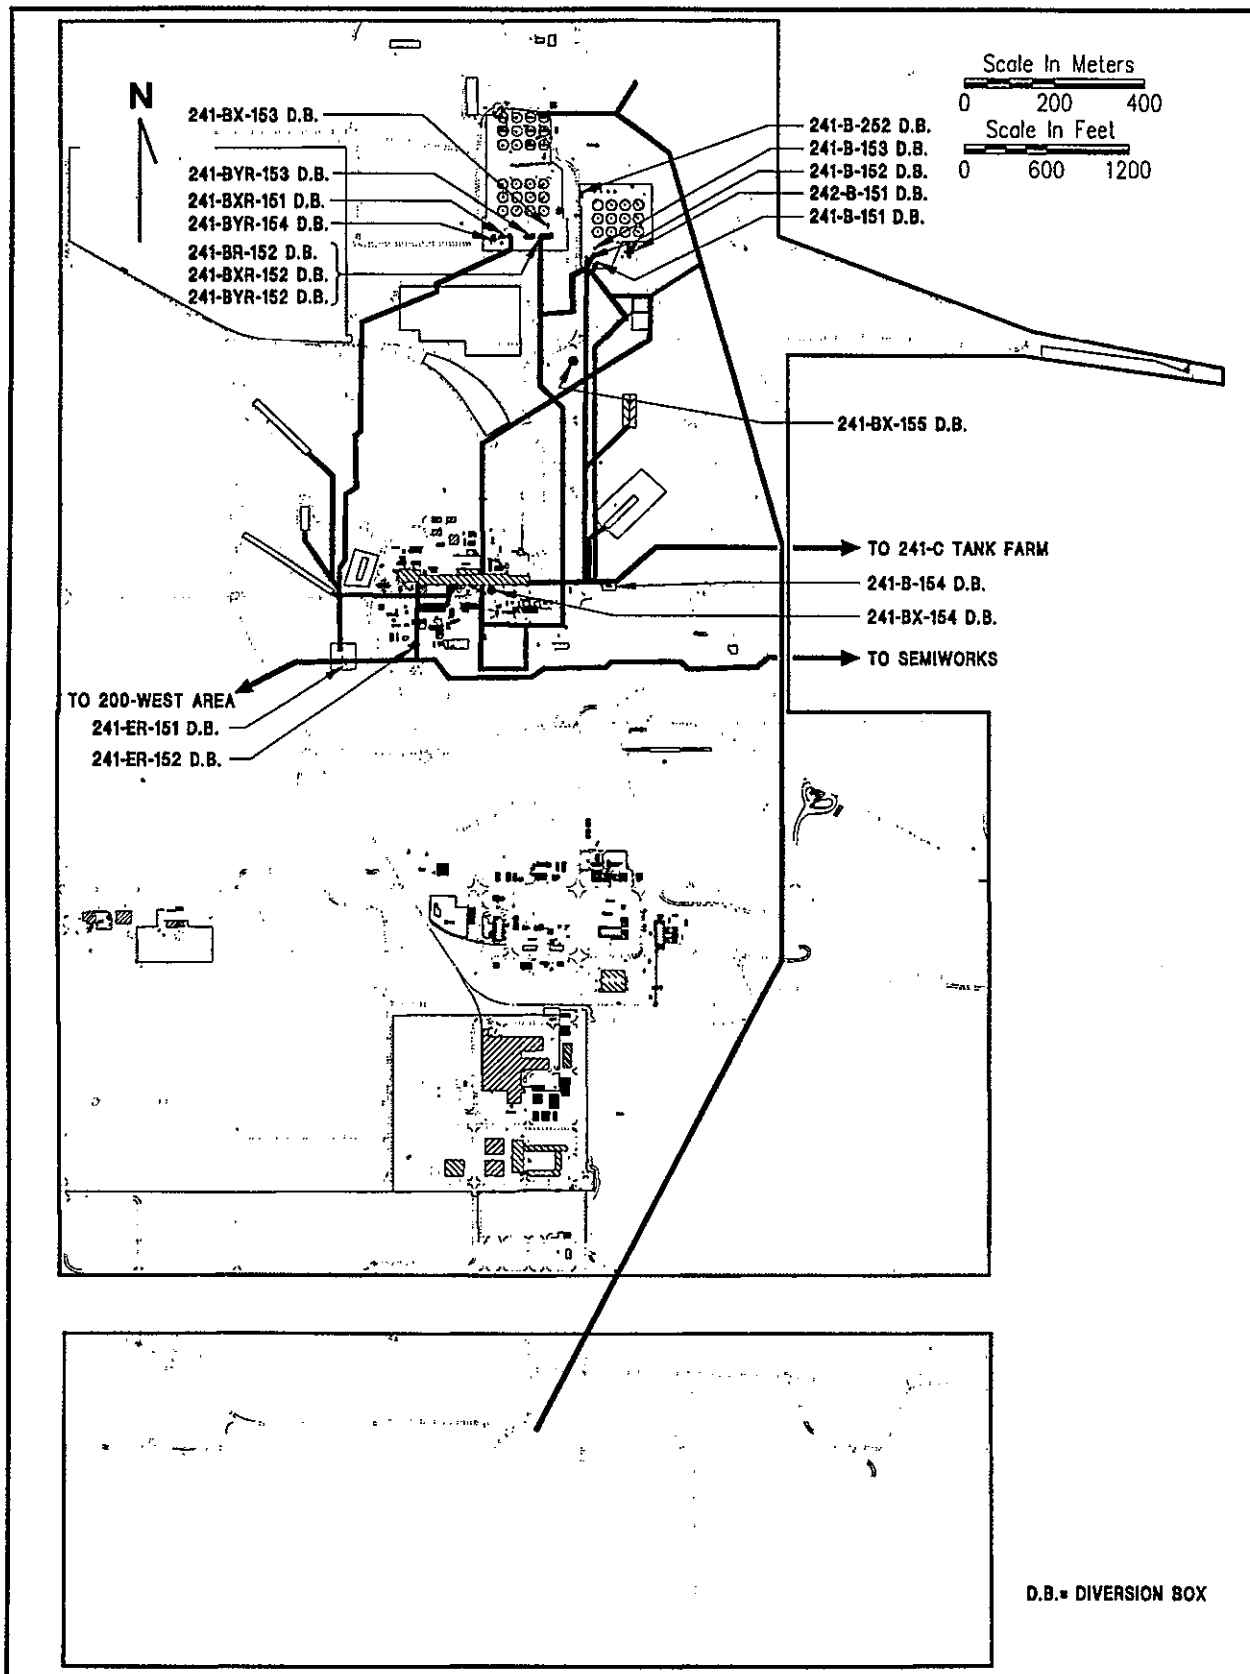 Scale In Meters
0 200 400
Scale In Feet
0 600 1200
N
241-BX-153 D.B.
241-BYR-153 D.B.
241-BXR-151 D.B.
241-BYR-154 D.B.
241-BR-152 D.B.
241-BXR-152 D.B.
241-BYR-152 D.B.
241-B-252 D.B.
241-B-153 D.B.
241-B-152 D.B.
242-B-151 D.B.
241-B-151 D.B.
241-BX-155 D.B.
TO 241-C TANK FARM
241-B-154 D.B.
241-BX-154 D.B.
TO SEMIWORKS
TO 200-WEST AREA
241-ER-151 D.B.
241-ER-152 D.B.
D.B.= DIVERSION BOX